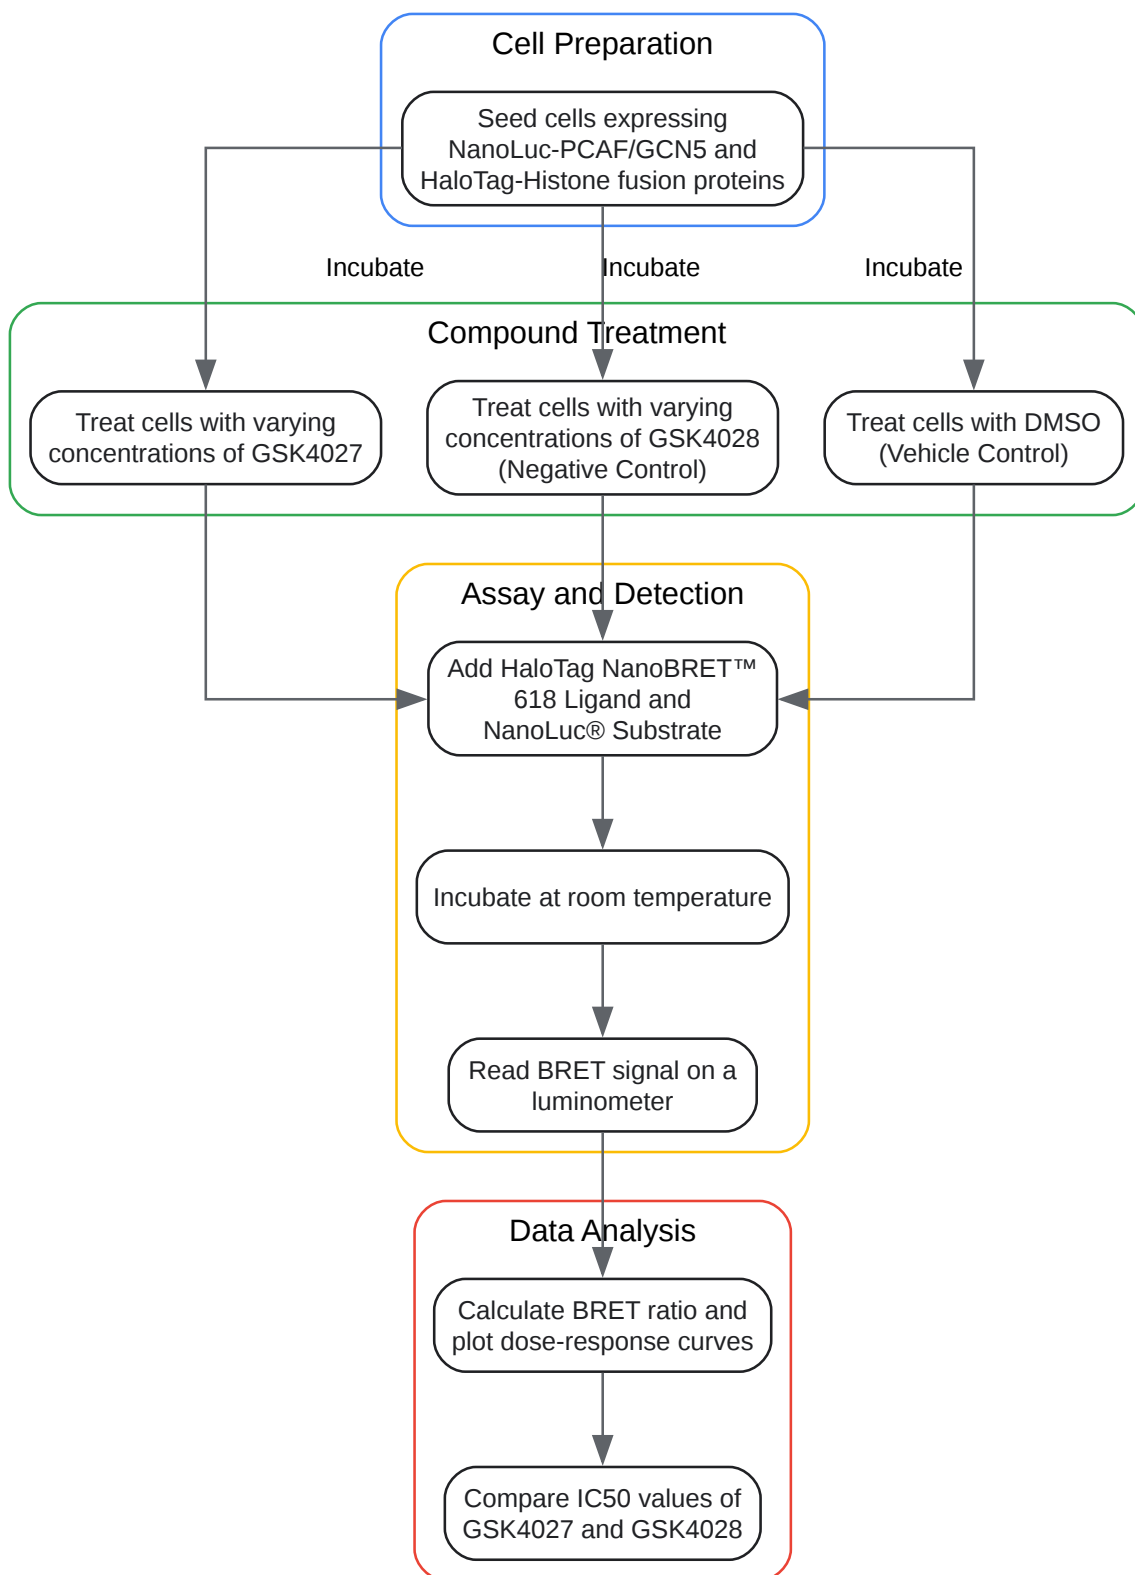 Cell Preparation
Seed cells expressing
NanoLuc-PCAF/GCN5 and
HaloTag-Histone fusion proteins
Incubate
Incubate
Incubate
Compound Treatment
Treat cells with varying
concentrations of GSK4027
Treat cells with varying
concentrations of GSK4028
(Negative Control)
Treat cells with DMSO
(Vehicle Control)
Assay and Detection
Add HaloTag NanoBRET™
618 Ligand and
NanoLuc® Substrate
Incubate at room temperature
Read BRET signal on a
luminometer
Data Analysis
Calculate BRET ratio and
plot dose-response curves
Compare IC50 values of
GSK4027 and GSK4028